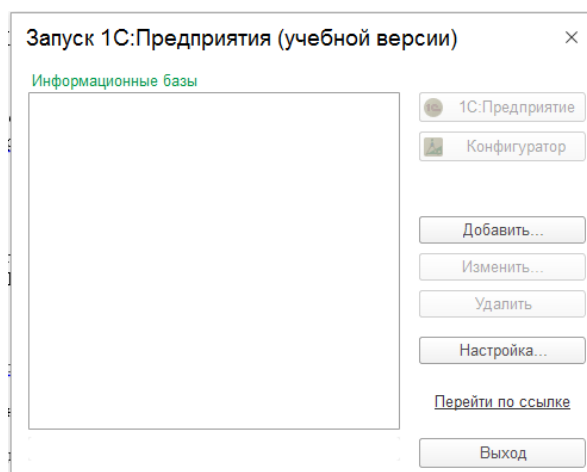 Запуск 1С:Предприятия (учебной версии)
Информационные базы
1С:Предприятие
Конфигуратор
Добавить...
Изменить...
Удалить
Настройка...
Перейти по ссылке
Выход